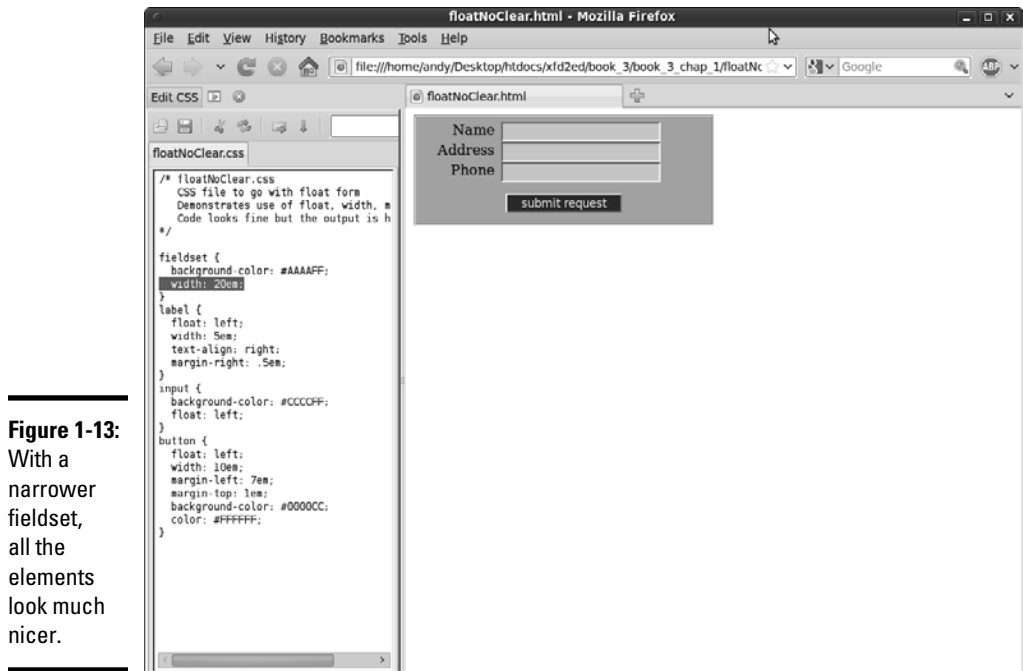 floatNoClear.html - Mozilla Firefox
File Edit View History Bookmarks Tools Help
file:///home/andy/Desktop/htdocs/xfd2ed/book_3/book_3_chap_1/floatNc
Google
ABP
Edit CSS
floatNoClear.html
floatNoClear.css
/* floatNoClear.css
CSS file to go with float form
Demonstrates use of float, width, m
Code looks fine but the output is h
*/
fieldset {
background-color: #AAAAFF;
width: 20em;
}
label {
float: left;
width: 5em;
text-align: right;
margin-right: .5em;
}
input {
background-color: #CCCCFF;
float: left;
}
button {
float: left;
width: 10em;
margin-left: 7em;
margin-top: 1em;
background-color: #0000CC;
color: #FFFFFF;
}
Name
Address
Phone
submit request
Figure 1-13:
With a
narrower
fieldset,
all the
elements
look much
nicer.